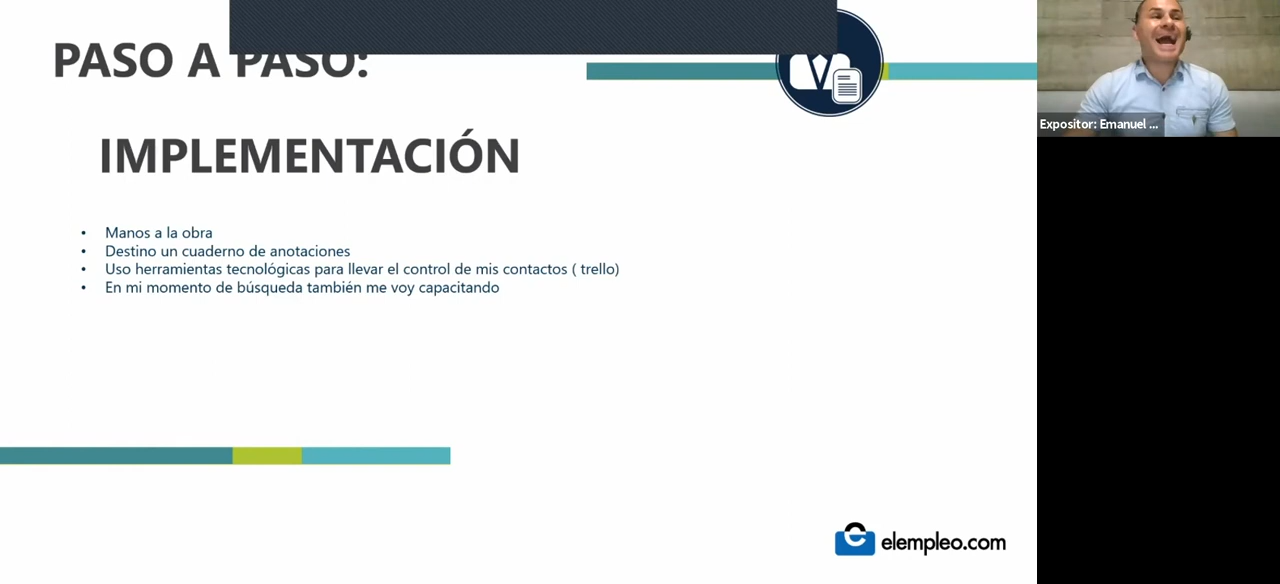 PASO A PASO:
IMPLEMENTACIÓN
• Manos a la obra
• Destino un cuaderno de anotaciones
• Uso herramientas tecnológicas para llevar el control de mis contactos ( trello)
• En mi momento de búsqueda también me voy capacitando
Expositor: Emanuel ...
elempleo.com